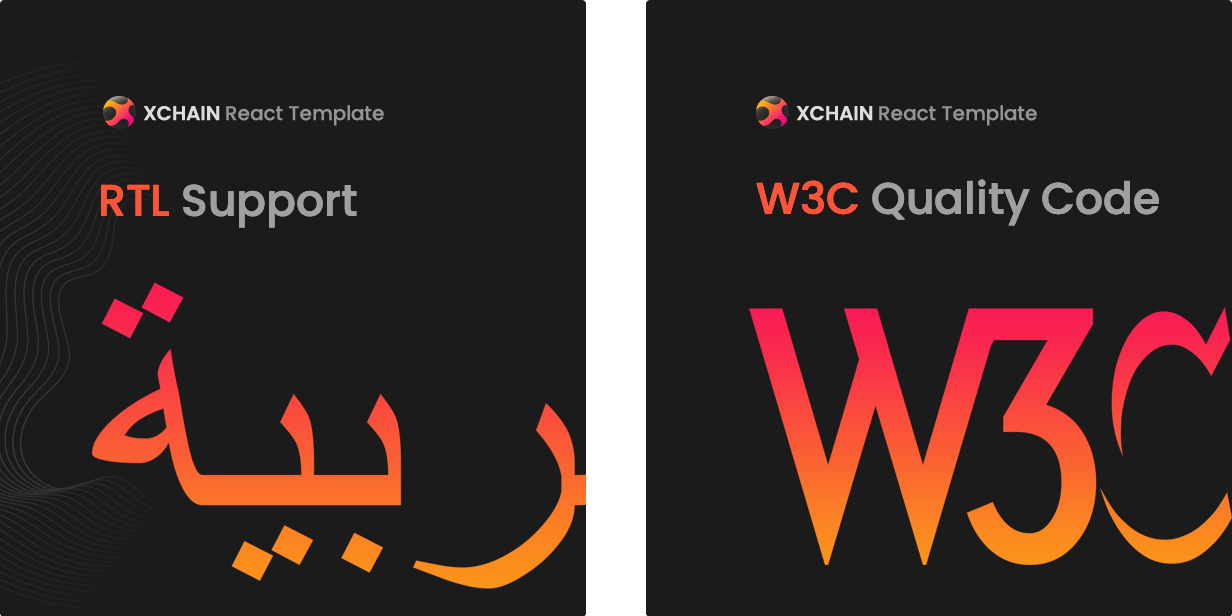 XCHAIN React Template
RTL Support
ربية
XCHAIN React Template
W3C Quality Code
W3C